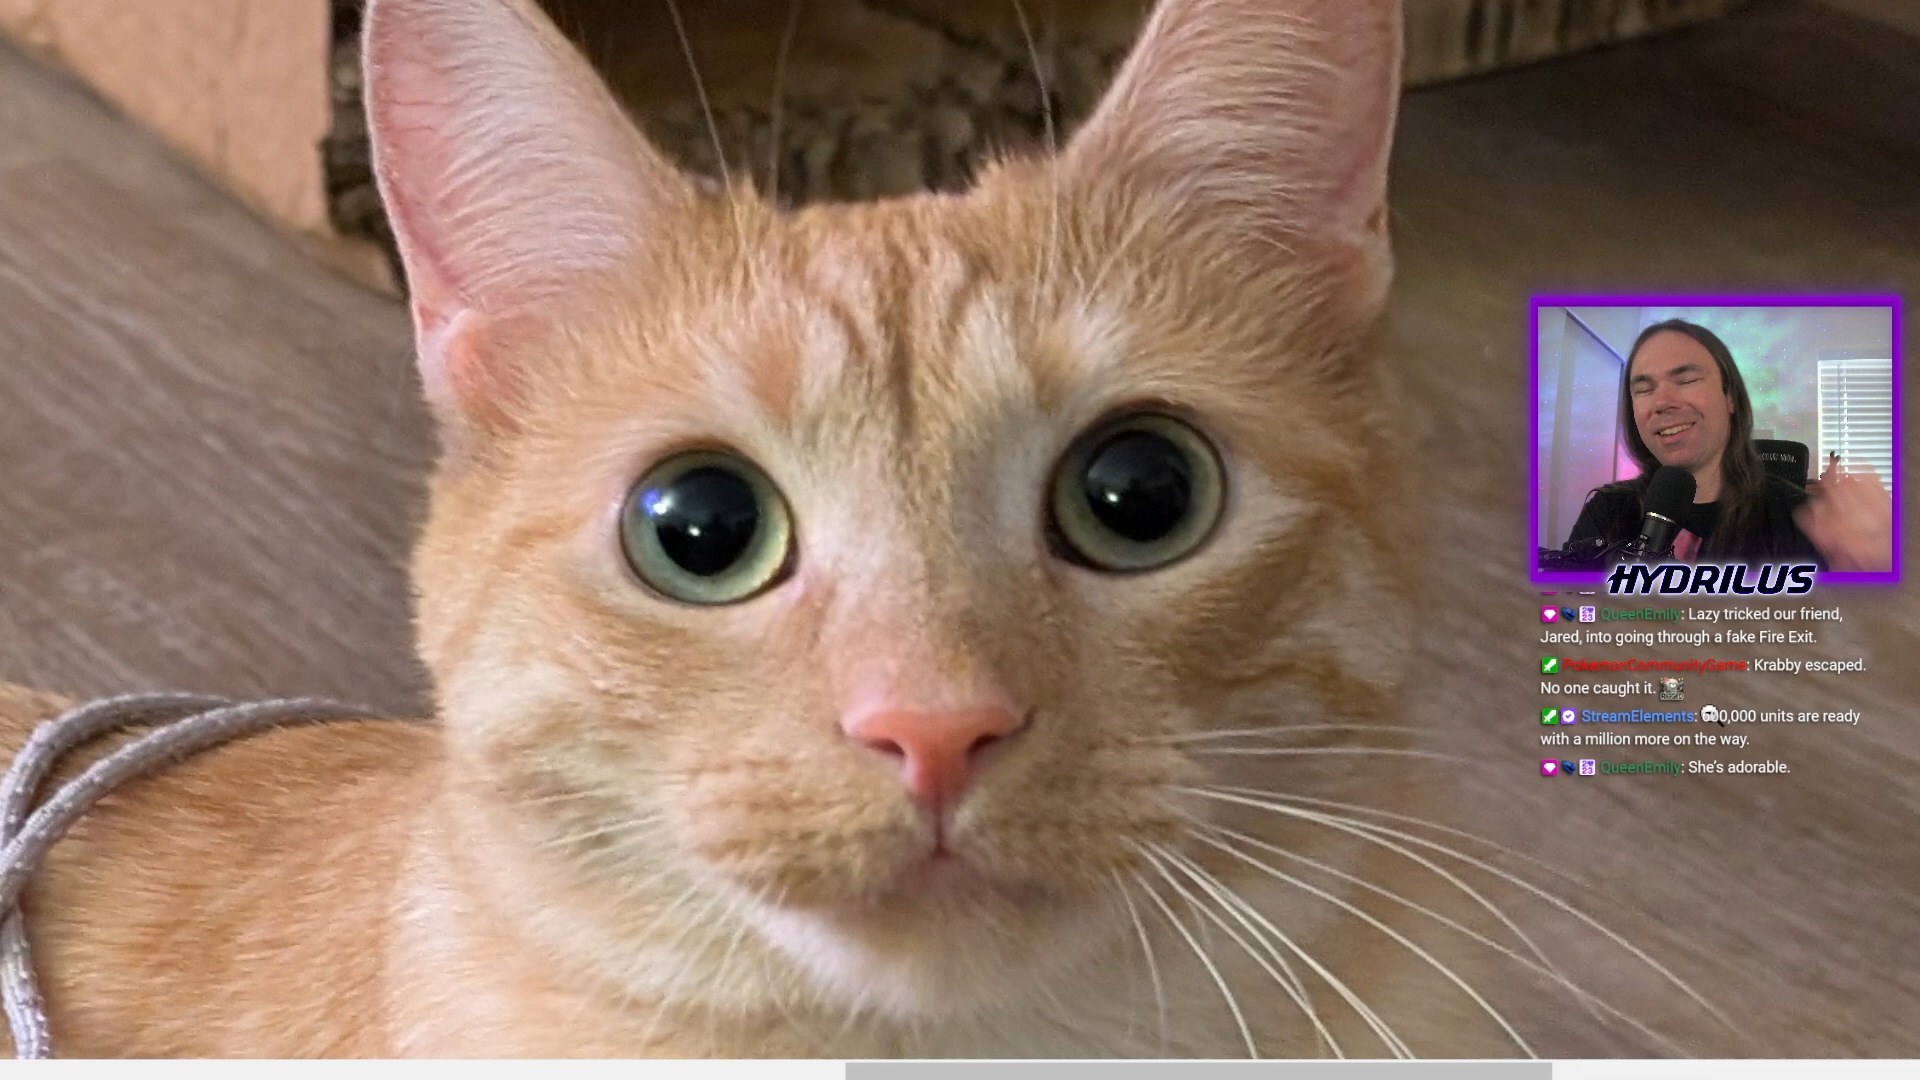 HYDRILUS
QueenEmily: Lazy tricked our friend,
Jared, into going through a fake Fire Exit.
PokemonCommunityGame: Krabby escaped.
No one caught it.
StreamElements: 600,000 units are ready
with a million more on the way.
QueenEmily: She's adorable.